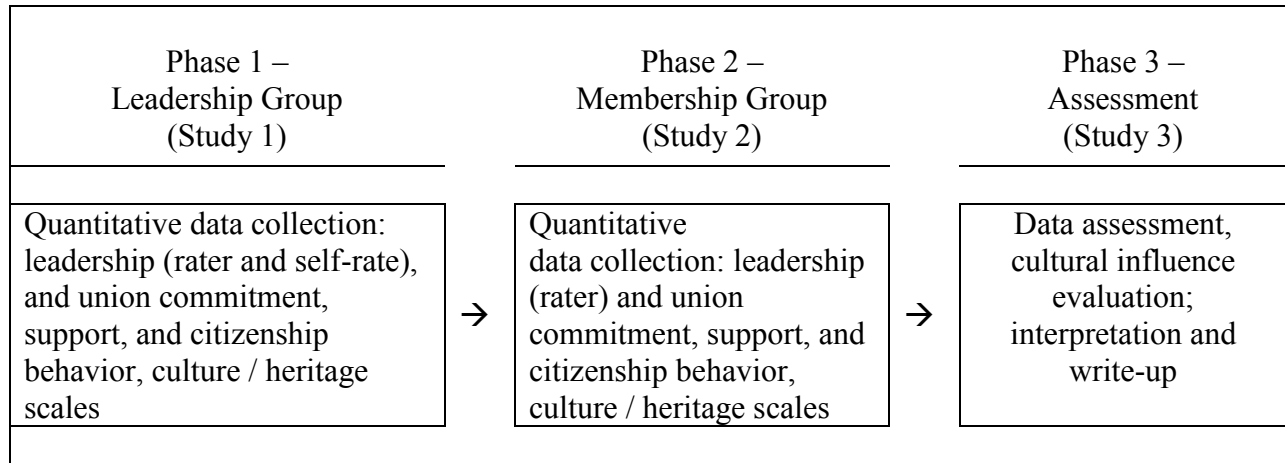 Phase 1 –
Leadership Group
(Study 1)
Phase 2 –
Membership Group
(Study 2)
Phase 3 –
Assessment
(Study 3)
Quantitative data collection:
leadership (rater and self-rate),
and union commitment,
support, and citizenship
behavior, culture / heritage
scales
→
Quantitative
data collection: leadership
(rater) and union
commitment, support, and
citizenship behavior,
culture / heritage scales
→
Data assessment,
cultural influence
evaluation;
interpretation and
write-up